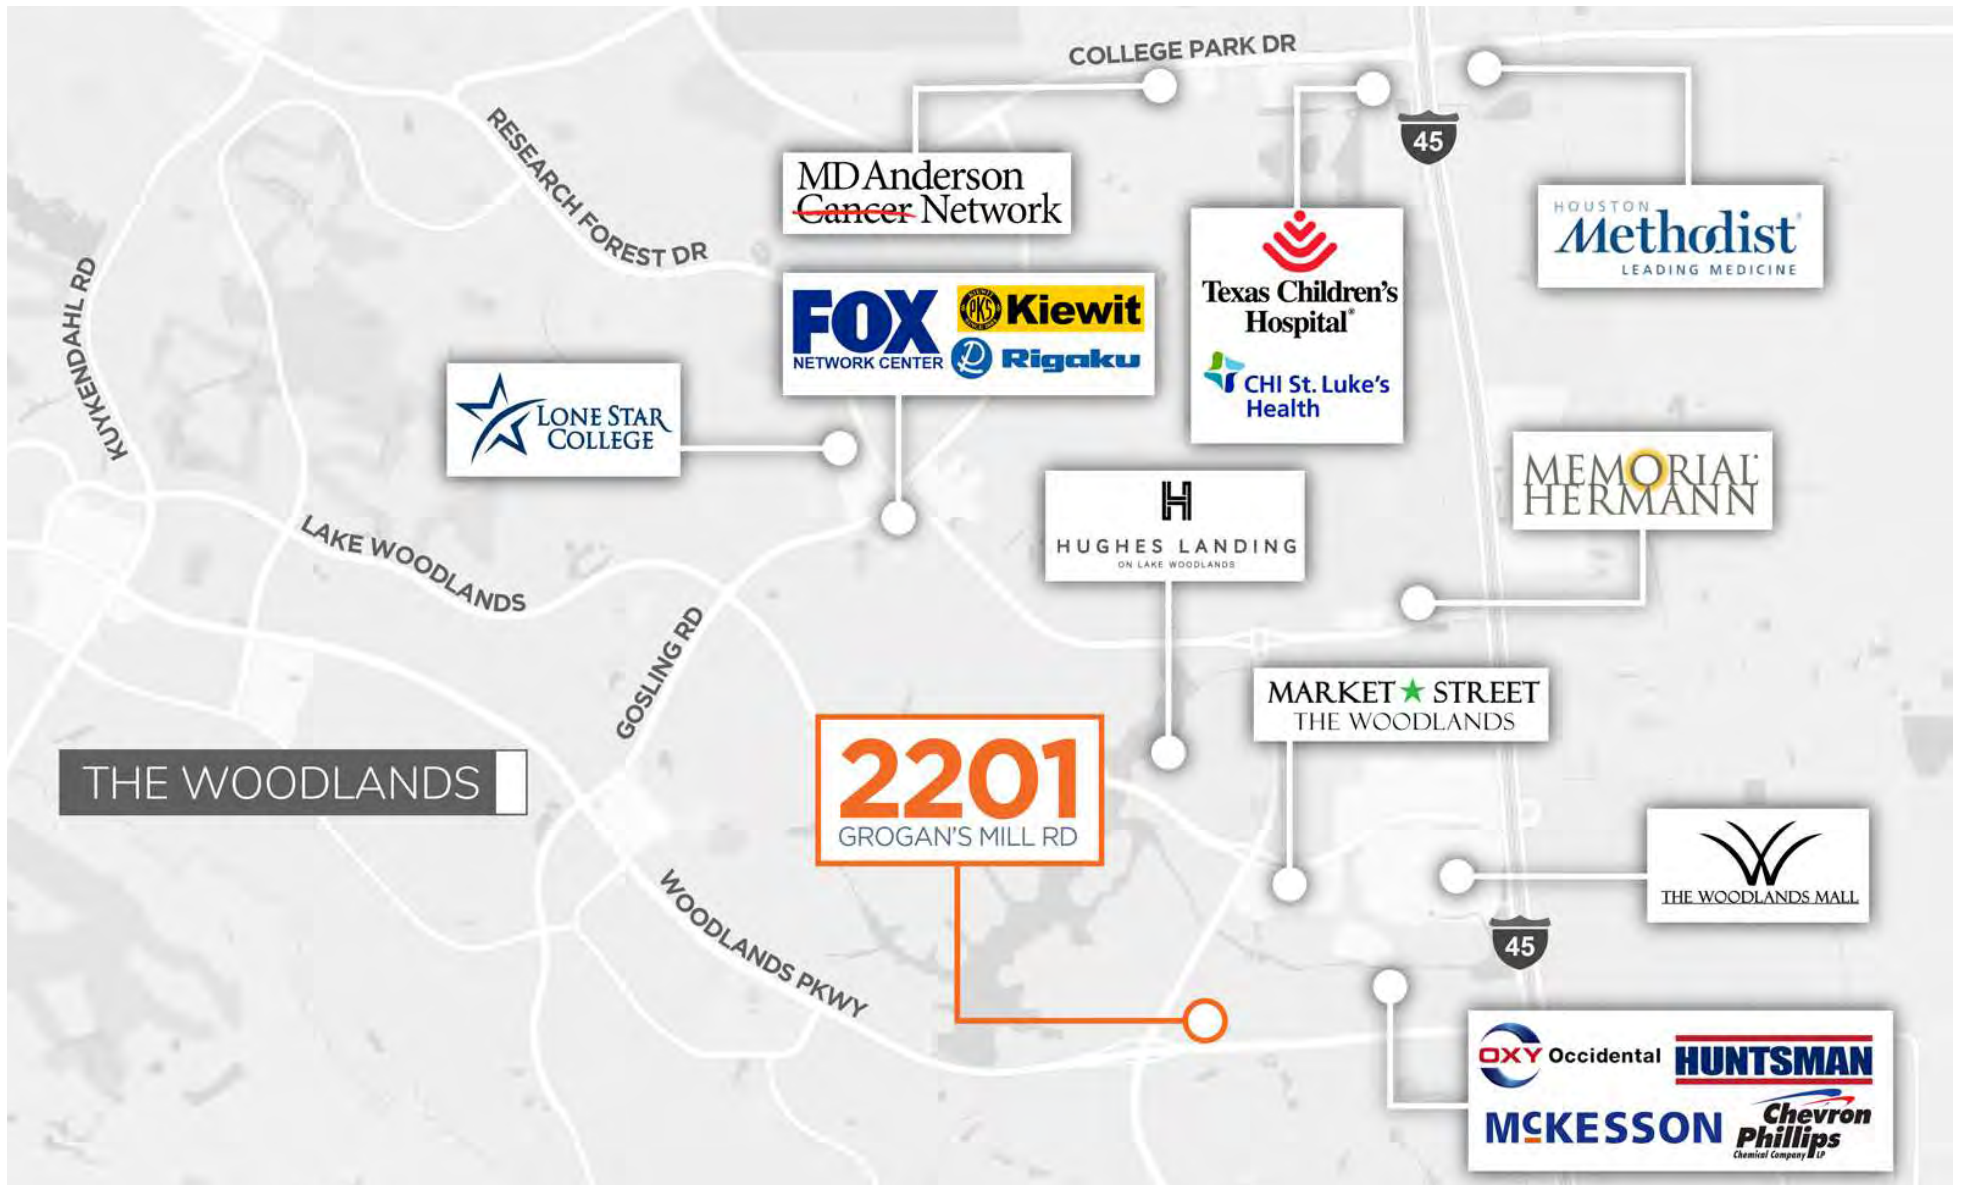 COLLEGE PARK DR
45
RESEARCH FOREST DR
MD Anderson
Cancer Network
HOUSTON
Methodist
LEADING MEDICINE
Texas Children's
Hospital
CHI St. Luke's
Health
KUYKENDAHL RD
FOX
NETWORK CENTER
PKS
Kiewit
R Rigaku
LONE STAR
COLLEGE
MEMORIAL
HERMANN
H
HUGHES LANDING
ON LAKE WOODLANDS
LAKE WOODLANDS
GOSLING RD
MARKET STREET
THE WOODLANDS
THE WOODLANDS
2201
GROGAN'S MILL RD
THE WOODLANDS MALL
WOODLANDS PKWY
45
OXY Occidental
HUNTSMAN
MCKESSON
Chevron
Phillips
Chemical Company LP